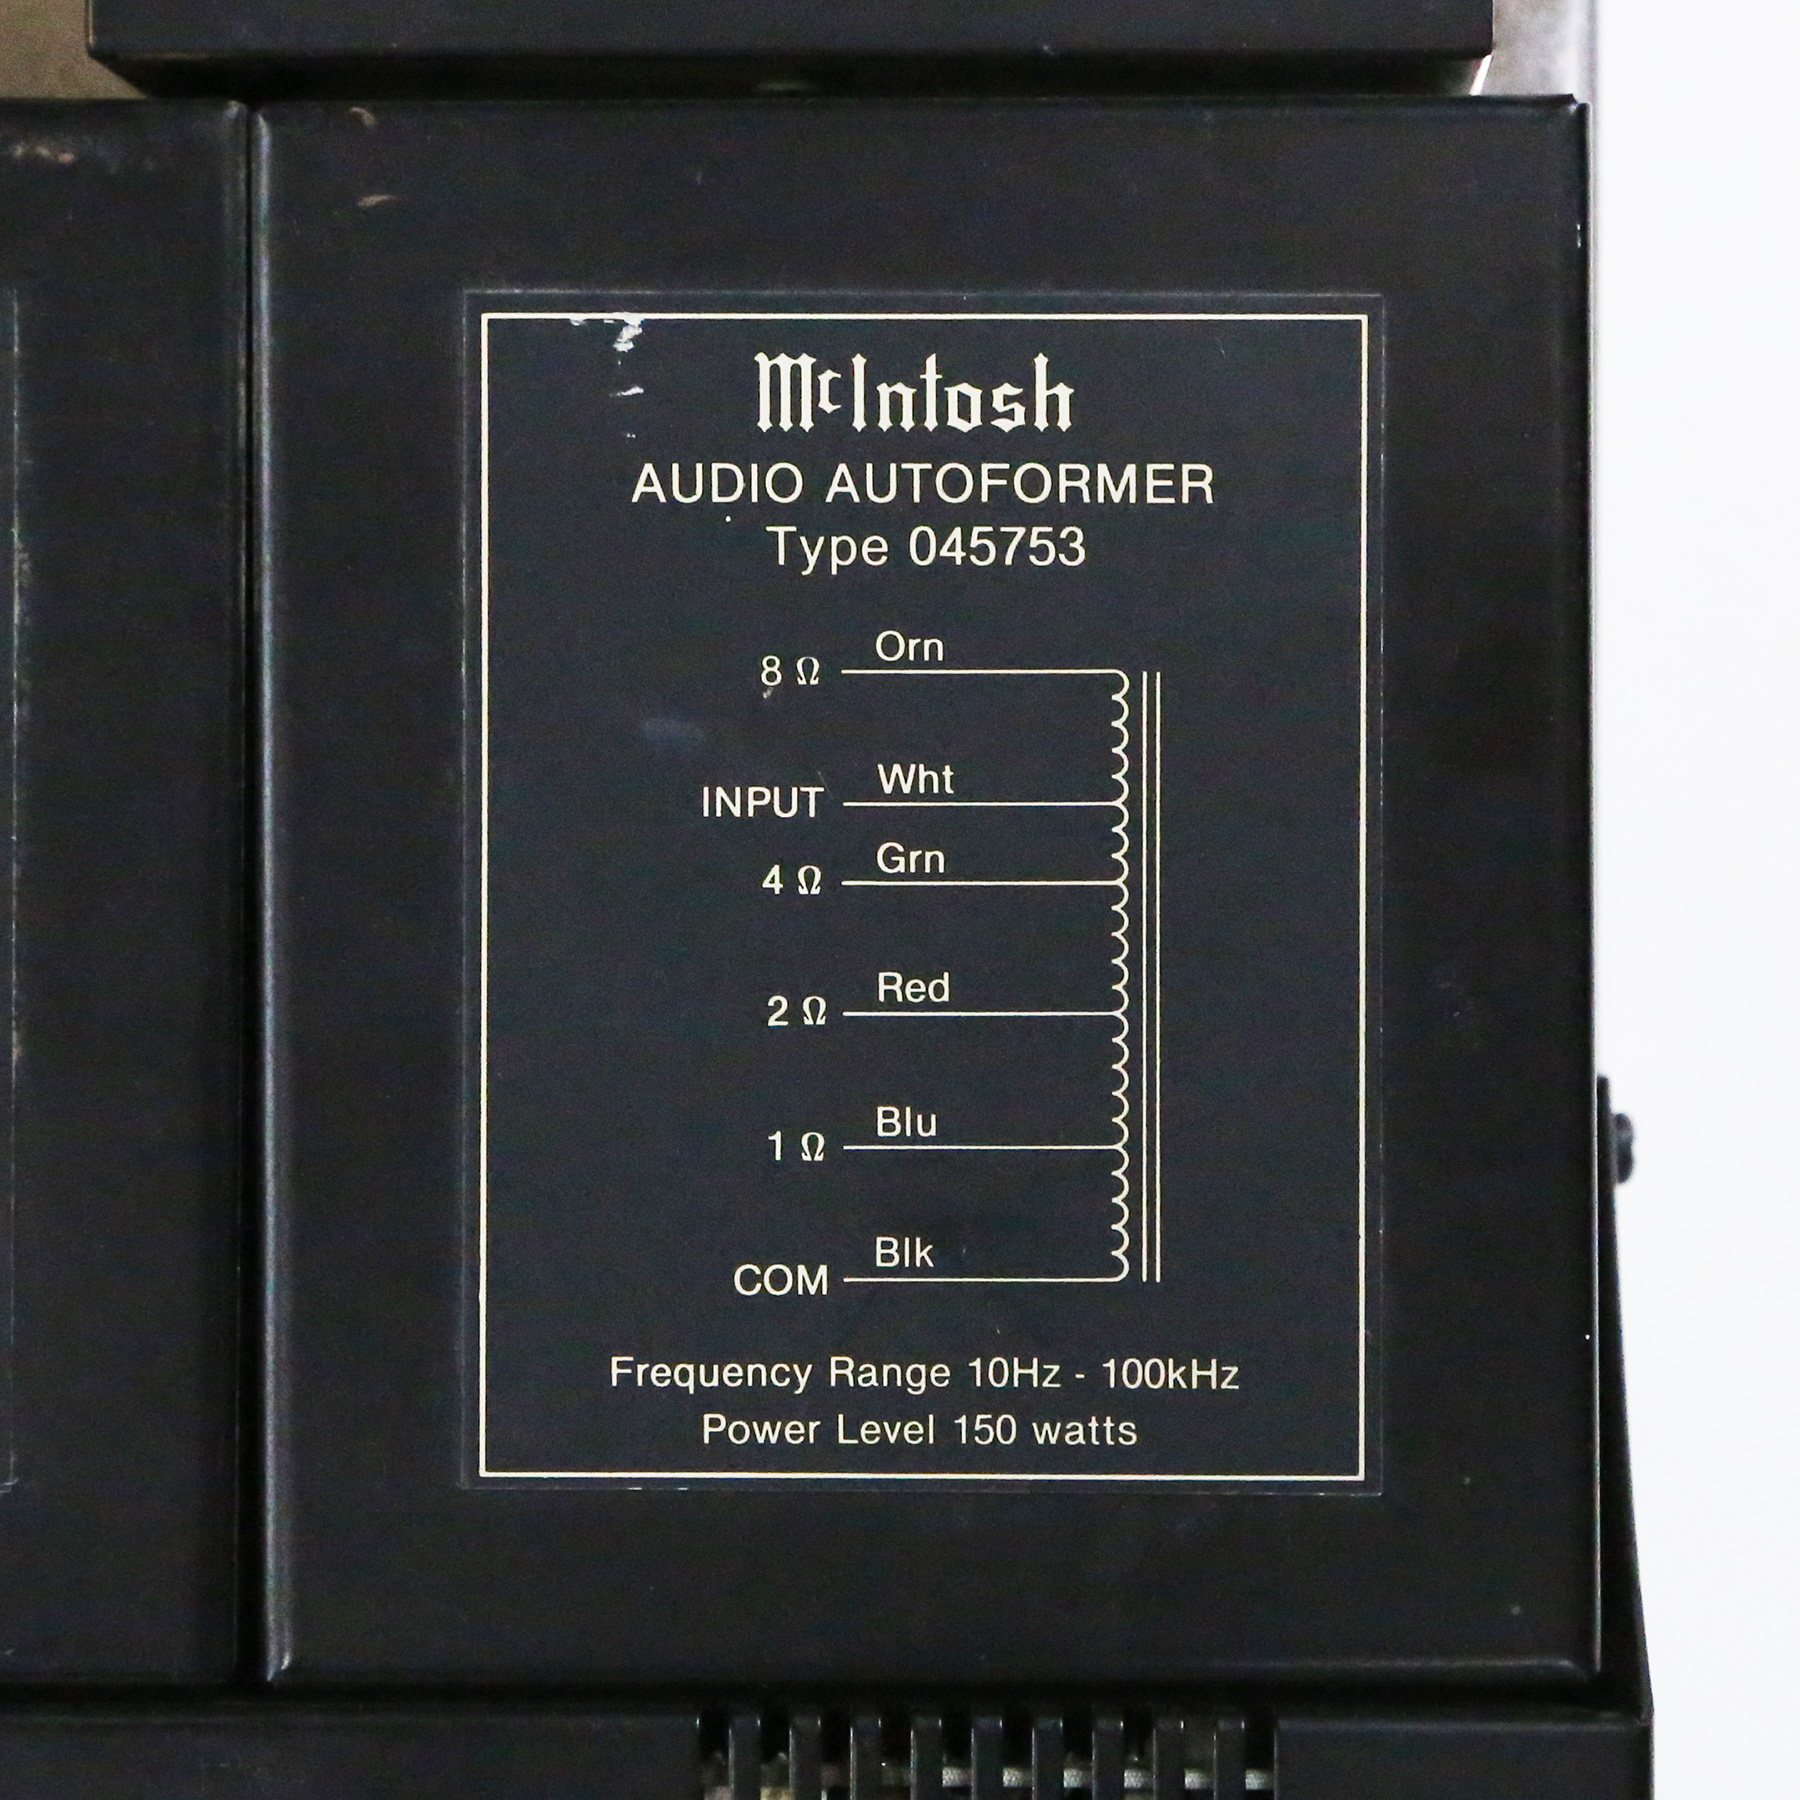 McIntosh
AUDIO AUTOFORMER
Type 045753
8 Ω Orn
INPUT Wht
4 Ω Grn
2 Ω Red
1 Ω Blu
COM Blk
Frequency Range 10Hz - 100kHz
Power Level 150 watts